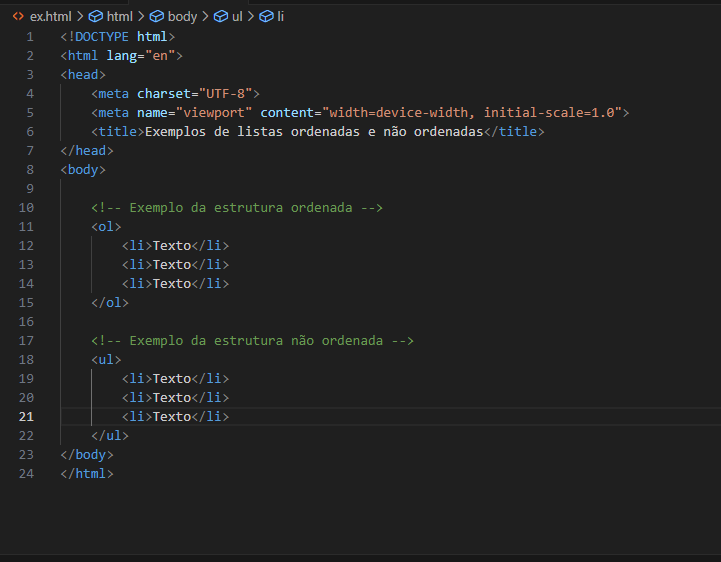 ex.html > html > body > ul > li
1 <!DOCTYPE html>
2 <html lang="en">
3 <head>
4     <meta charset="UTF-8">
5     <meta name="viewport" content="width=device-width, initial-scale=1.0">
6     <title>Exemplos de listas ordenadas e não ordenadas</title>
7 </head>
8 <body>
9
10     <!-- Exemplo da estrutura ordenada -->
11     <ol>
12         <li>Texto</li>
13         <li>Texto</li>
14         <li>Texto</li>
15     </ol>
16
17     <!-- Exemplo da estrutura não ordenada -->
18     <ul>
19         <li>Texto</li>
20         <li>Texto</li>
21         <li>Texto</li>
22     </ul>
23 </body>
24 </html>